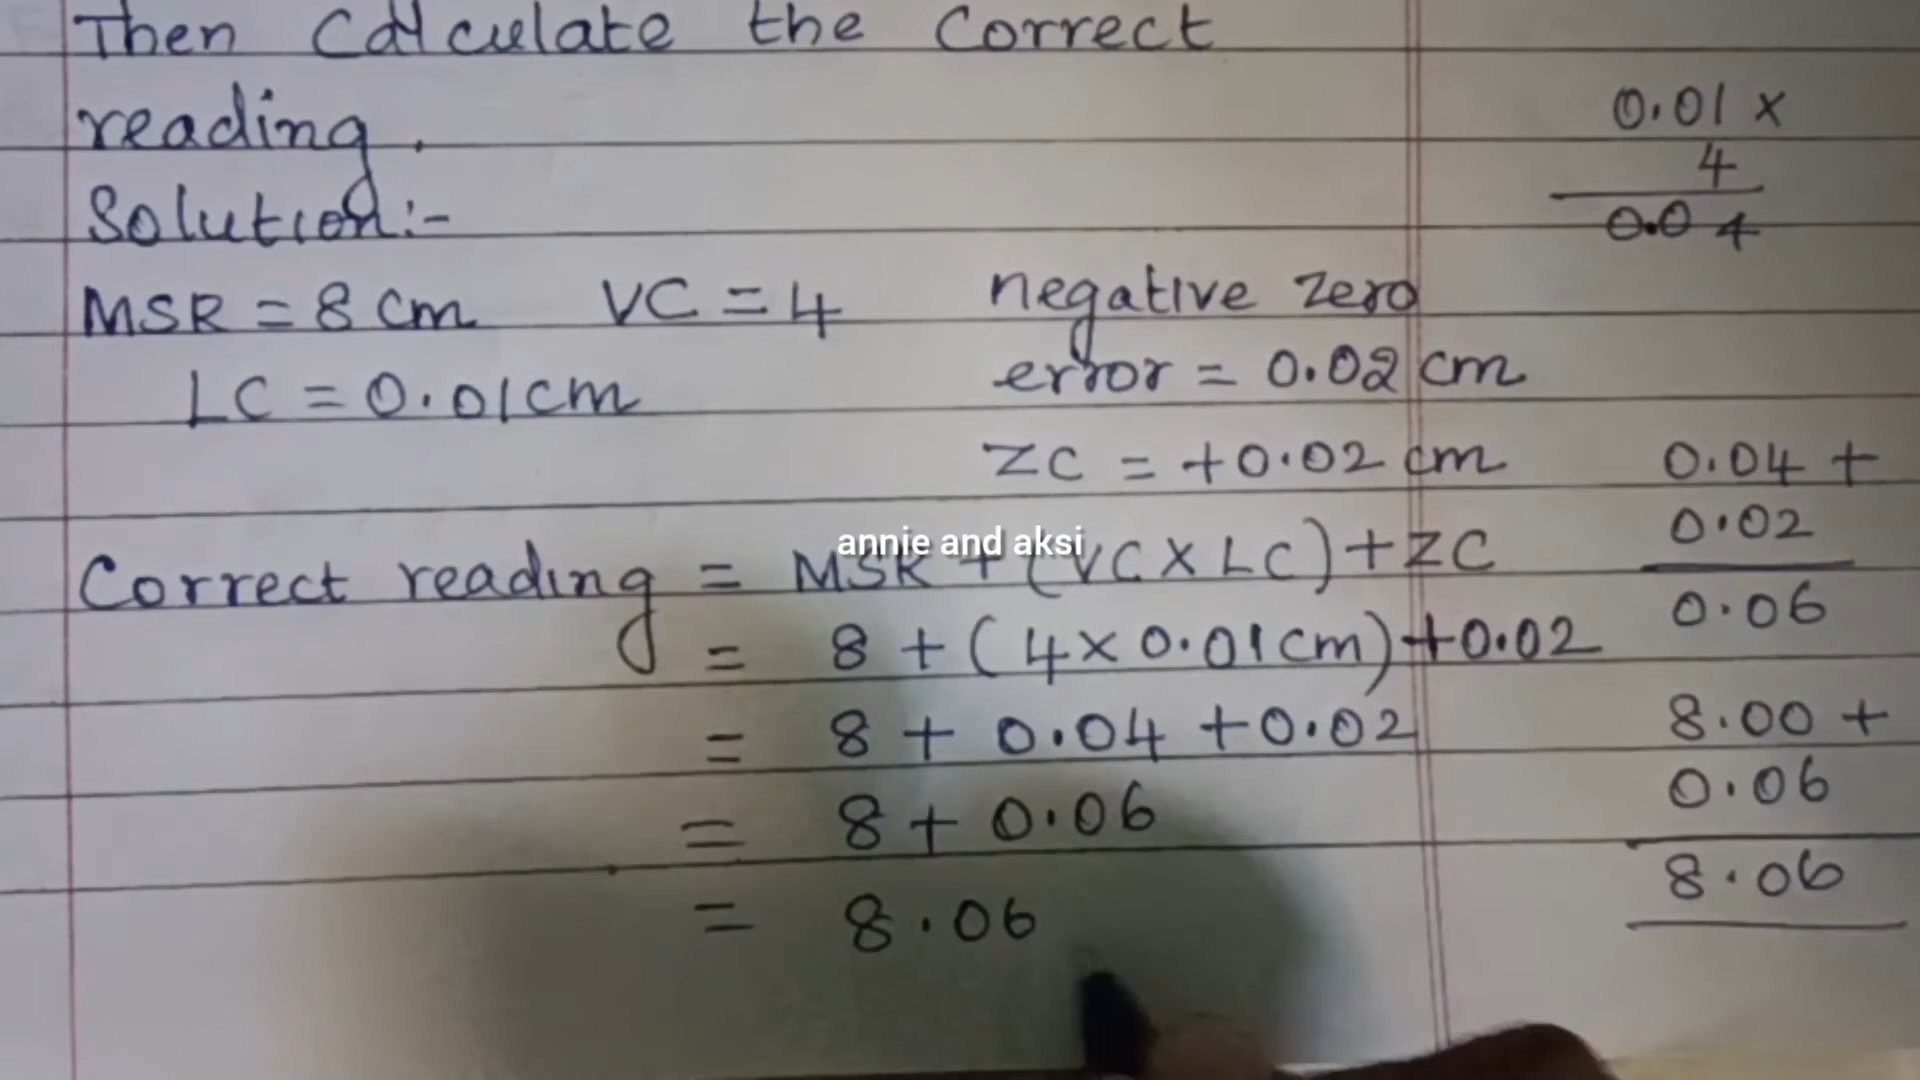 Then Calculate the Correct
reading.
Solution:-
MSR = 8 cm VC = 4 negative zero
error = 0.02 cm
LC = 0.01cm
ZC = +0.02 cm
Correct reading = MSR + (VC X LC) + ZC
= 8 + (4 x 0.01cm) + 0.02
= 8 + 0.04 + 0.02
= 8 + 0.06
= 8.06
0.01 x
4
0.04
0.04 +
0.02
0.06
8.00 +
0.06
8.06
annie and aksi